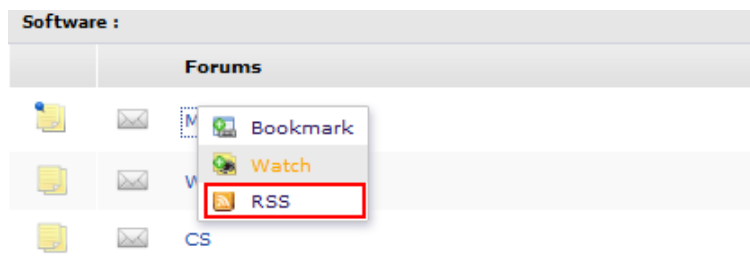 Software :
Forums
M
Bookmark
Watch
W
RSS
CS